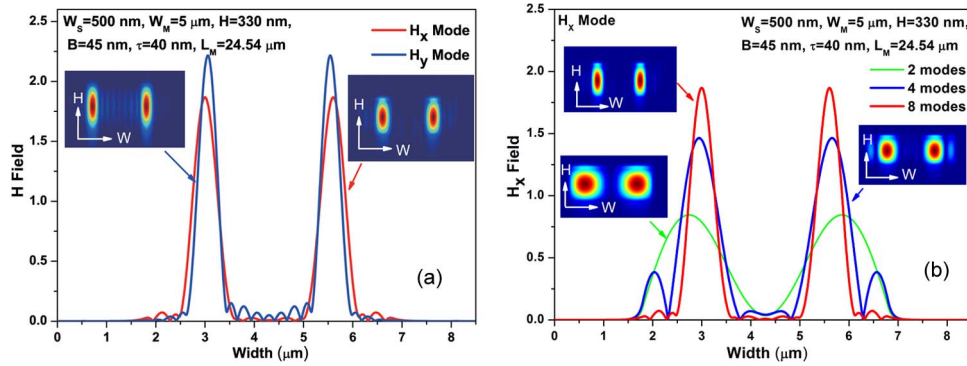 W_S=500 nm, W_M=5 μm, H=330 nm,
B=45 nm, τ=40 nm, L_M=24.54 μm
H_x Mode
H_y Mode
H
W
H
W
H Field
2.5
2.0
1.5
1.0
0.5
0.0
0 1 2 3 4 5 6 7 8
Width (μm)
(a)
H_x Mode
W_S=500 nm, W_M=5 μm, H=330 nm,
B=45 nm, τ=40 nm, L_M=24.54 μm
2 modes
4 modes
8 modes
H
W
H
W
H
W
H_x Field
2.5
2.0
1.5
1.0
0.5
0.0
0 1 2 3 4 5 6 7 8
Width (μm)
(b)